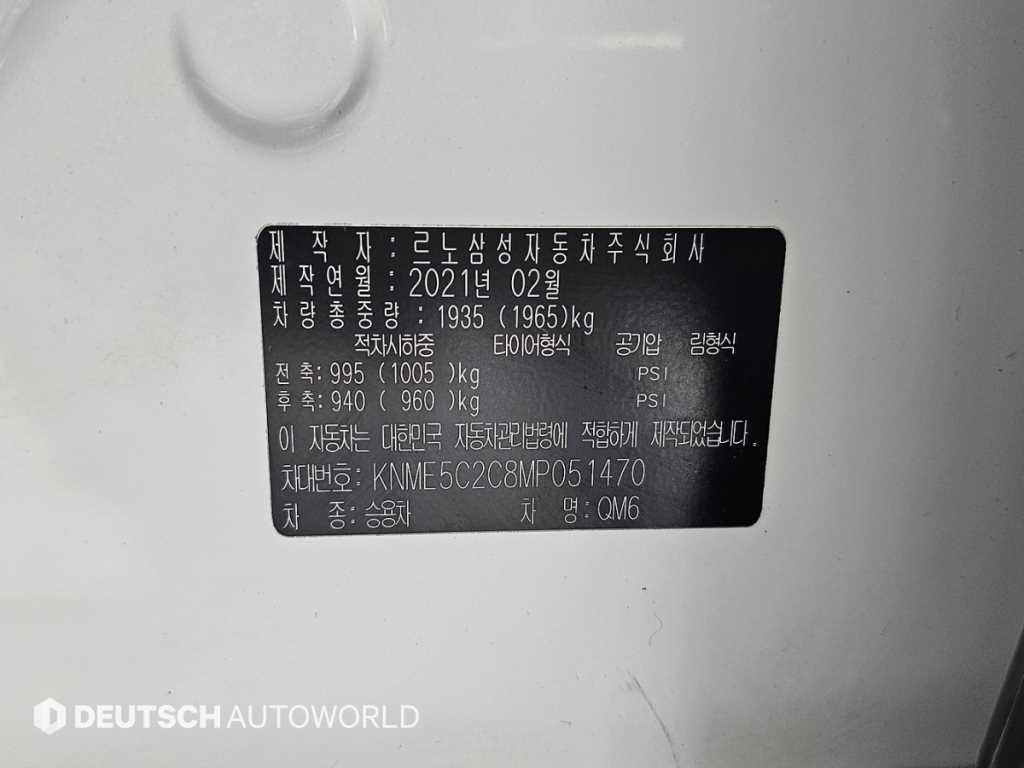 제 작 자 : 르노삼성자동차주식회사
제작연월 : 2021년 02월
차량총중량 : 1935 (1965)kg
적차시하중 타이어형식 공기압 림형식
전축: 995 (1005)kg PSI
후축: 940 ( 960)kg PSI
이 자동차는 대한민국 자동차관리법령에 적합하게 제작되었습니다.
차대번호: KNME5C2C8MP051470
차 종: 승용차 차 명: QM6
DEUTSCH AUTOWORLD